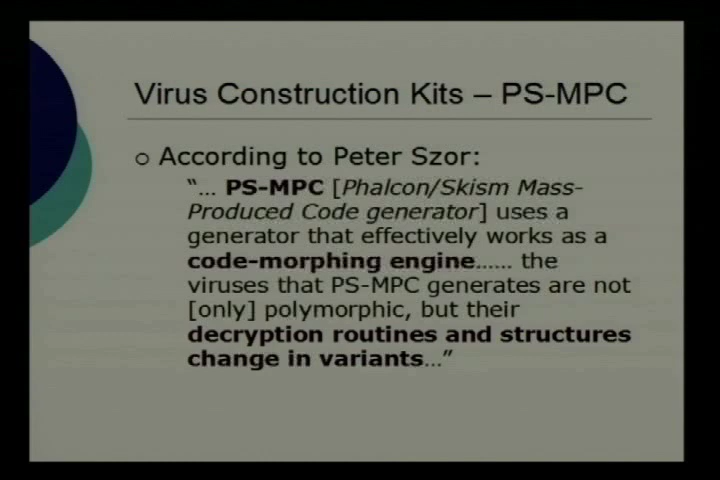 Virus Construction Kits – PS-MPC
According to Peter Szor:
“… PS-MPC [Phalcon/Skism Mass-
Produced Code generator] uses a
generator that effectively works as a
code-morphing engine…… the
viruses that PS-MPC generates are not
[only] polymorphic, but their
decryption routines and structures
change in variants…”